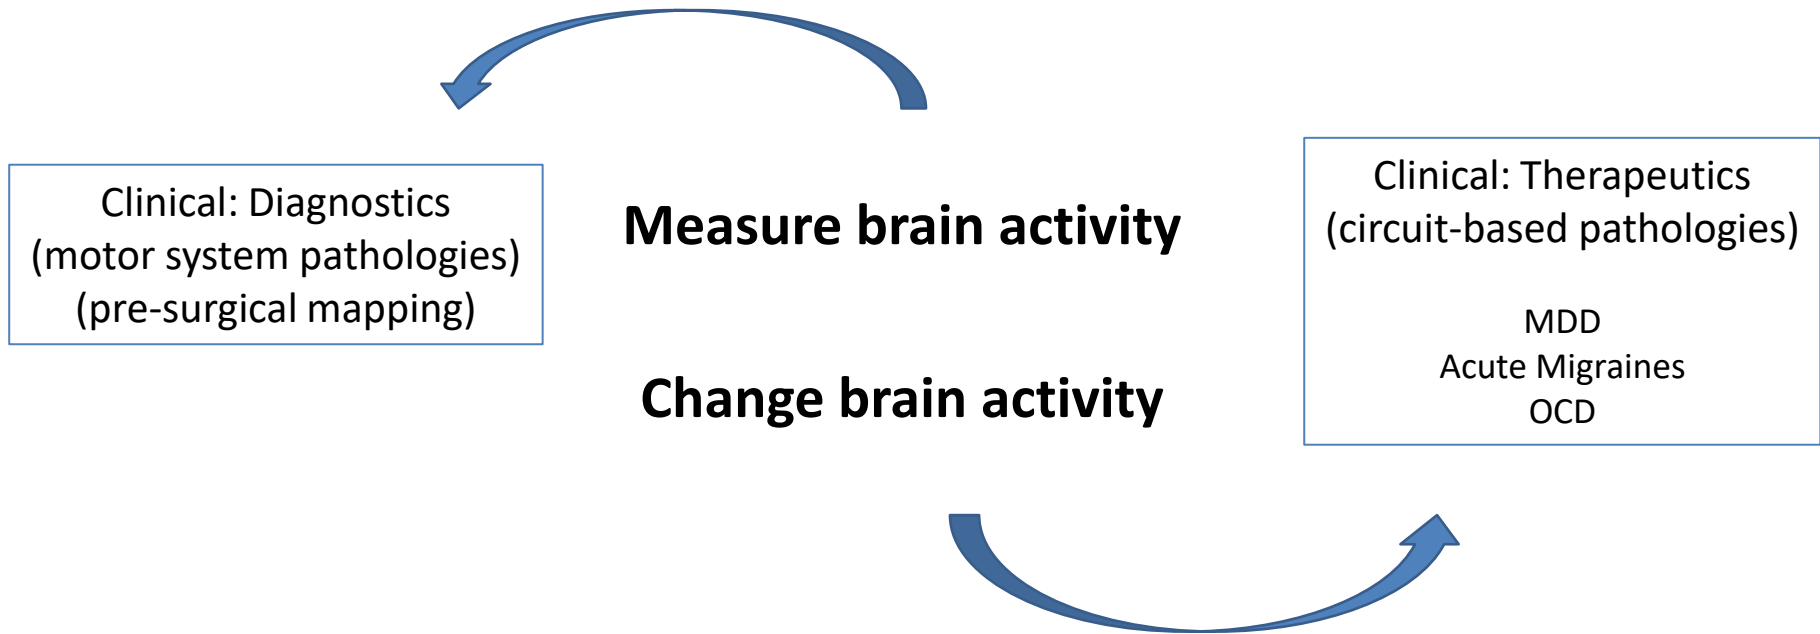 Clinical: Diagnostics
(motor system pathologies)
(pre-surgical mapping)
Measure brain activity
Change brain activity
Clinical: Therapeutics
(circuit-based pathologies)
MDD
Acute Migraines
OCD